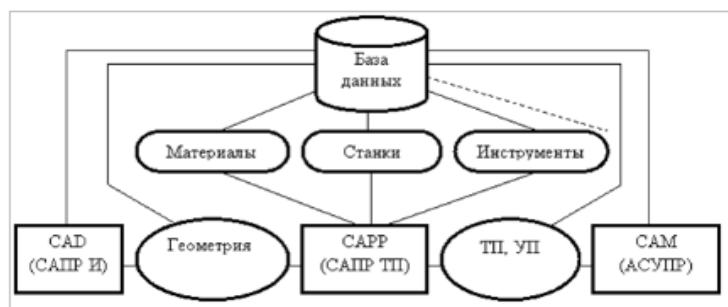 База
данных
Материалы
Станки
Инструменты
CAD
(САПР И)
Геометрия
CAPP
(САПР ТП)
ТП, УП
CAM
(АСУПР)